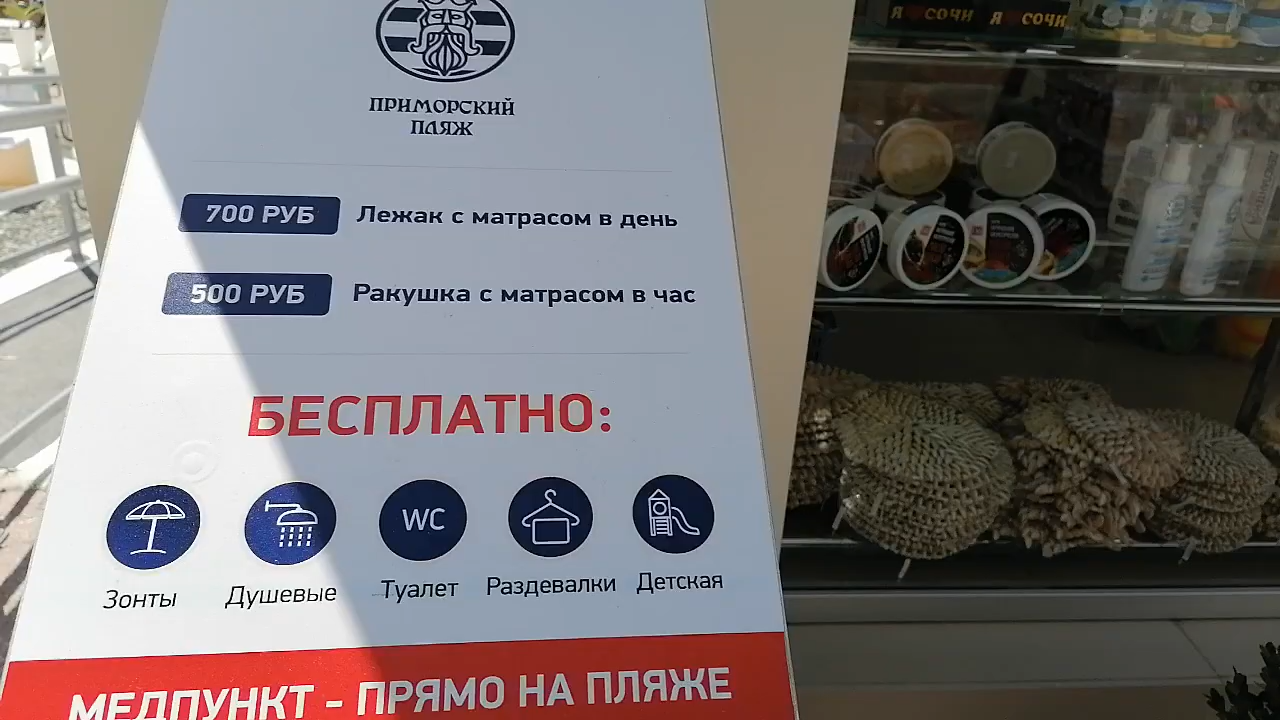 ПРИМОРСКИЙ
ПЛЯЖ
700 РУБ Лежак с матрасом в день
500 РУБ Ракушка с матрасом в час
БЕСПЛАТНО:
WC
Зонты Душевые Туалет Раздевалки Детская
МЕДПУНКТ - ПРЯМО НА ПЛЯЖЕ
Я СОЧИ Я СОЧИ